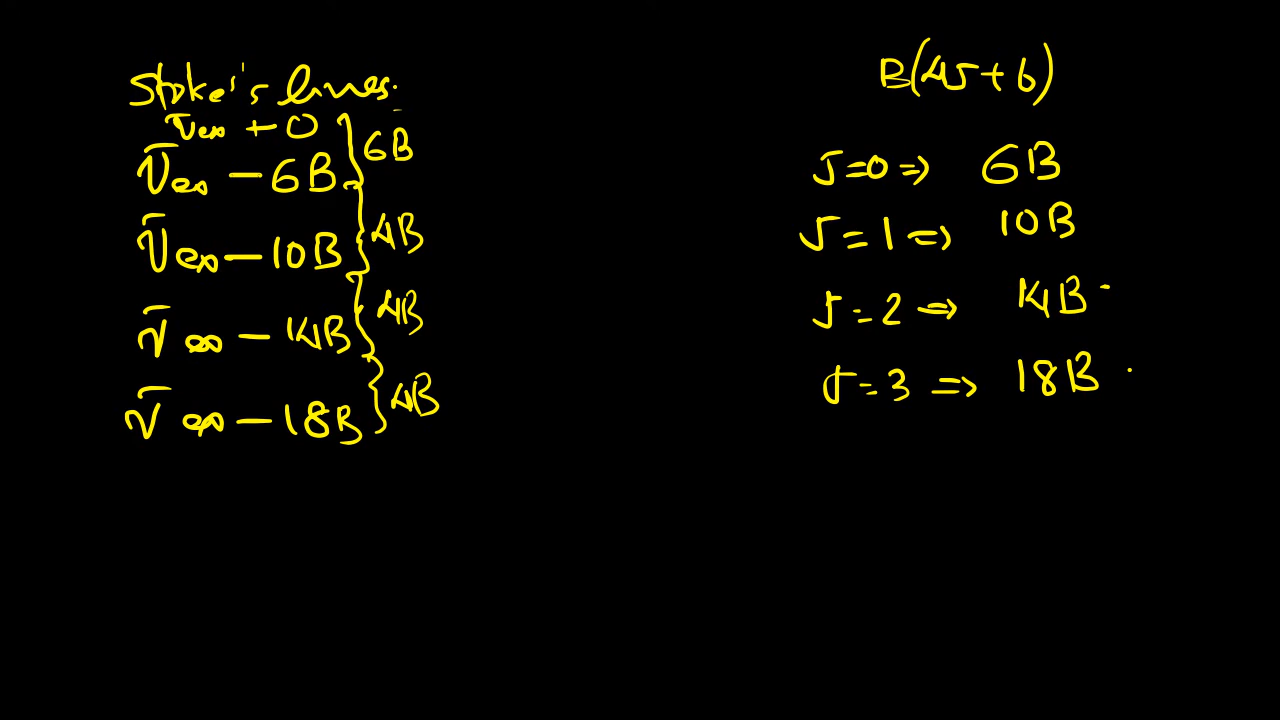 Stoke's lines.
ν̄ex + 0
ν̄ex − 6B } 6B
ν̄ex − 10B } 4B
ν̄ex − 14B } 4B
ν̄ex − 18B } 4B
B(4J+6)
J=0 ⇒ 6B
J=1 ⇒ 10B
J=2 ⇒ 14B
J=3 ⇒ 18B